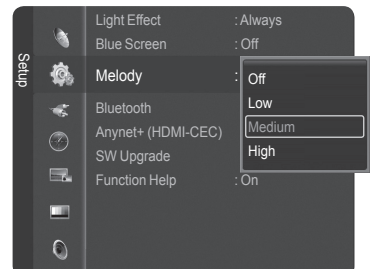 Setup
Light Effect : Always
Blue Screen : Off
Melody :
Off
Low
Medium
High
Bluetooth
Anynet+ (HDMI-CEC)
SW Upgrade
Function Help : On